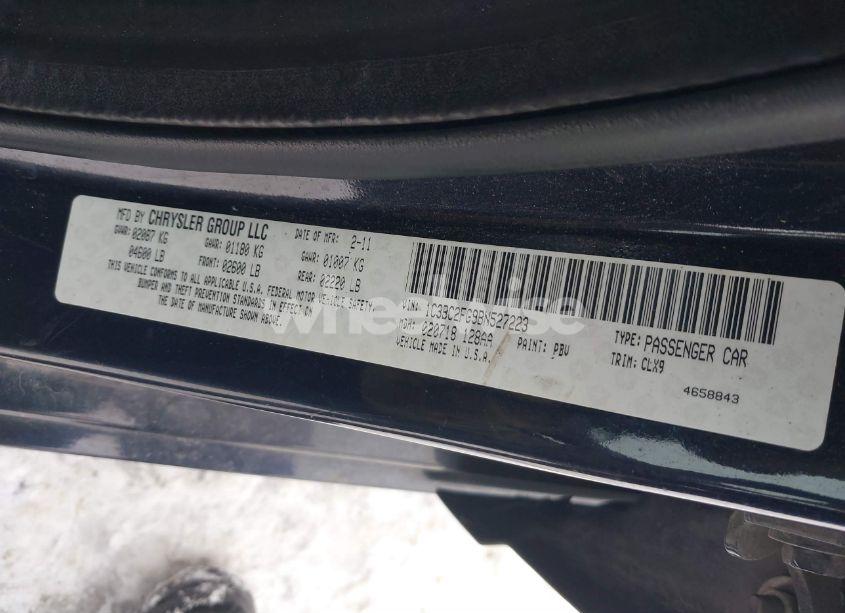 MFD BY CHRYSLER GROUP LLC DATE OF MFR: 2-11
GVWR: 02087 KG GAWR: 01180 KG GAWR: 01007 KG
04600 LB FRONT: 02600 LB REAR: 02220 LB
THIS VEHICLE CONFORMS TO ALL APPLICABLE U.S.A. FEDERAL MOTOR VEHICLE SAFETY,
BUMPER AND THEFT PREVENTION STANDARDS IN EFFECT ON
THE DATE OF MANUFACTURE SHOWN ABOVE.
VIN: 1C3BC2FG9BN527223 TYPE: PASSENGER CAR
MDH: 020718 128AA PAINT: PBV TRIM: CLX9
VEHICLE MADE IN U.S.A.
4658843
wheelwise